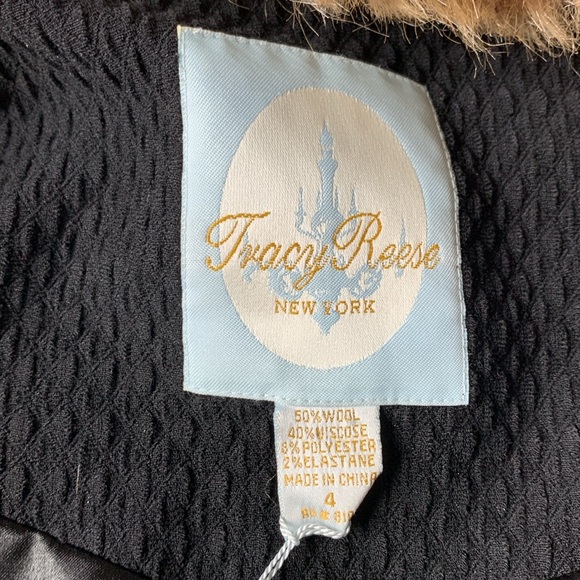 Tracy Reese
NEW YORK
50% WOOL
40% VISCOSE
8% POLYESTER
2% ELASTANE
MADE IN CHINA
4